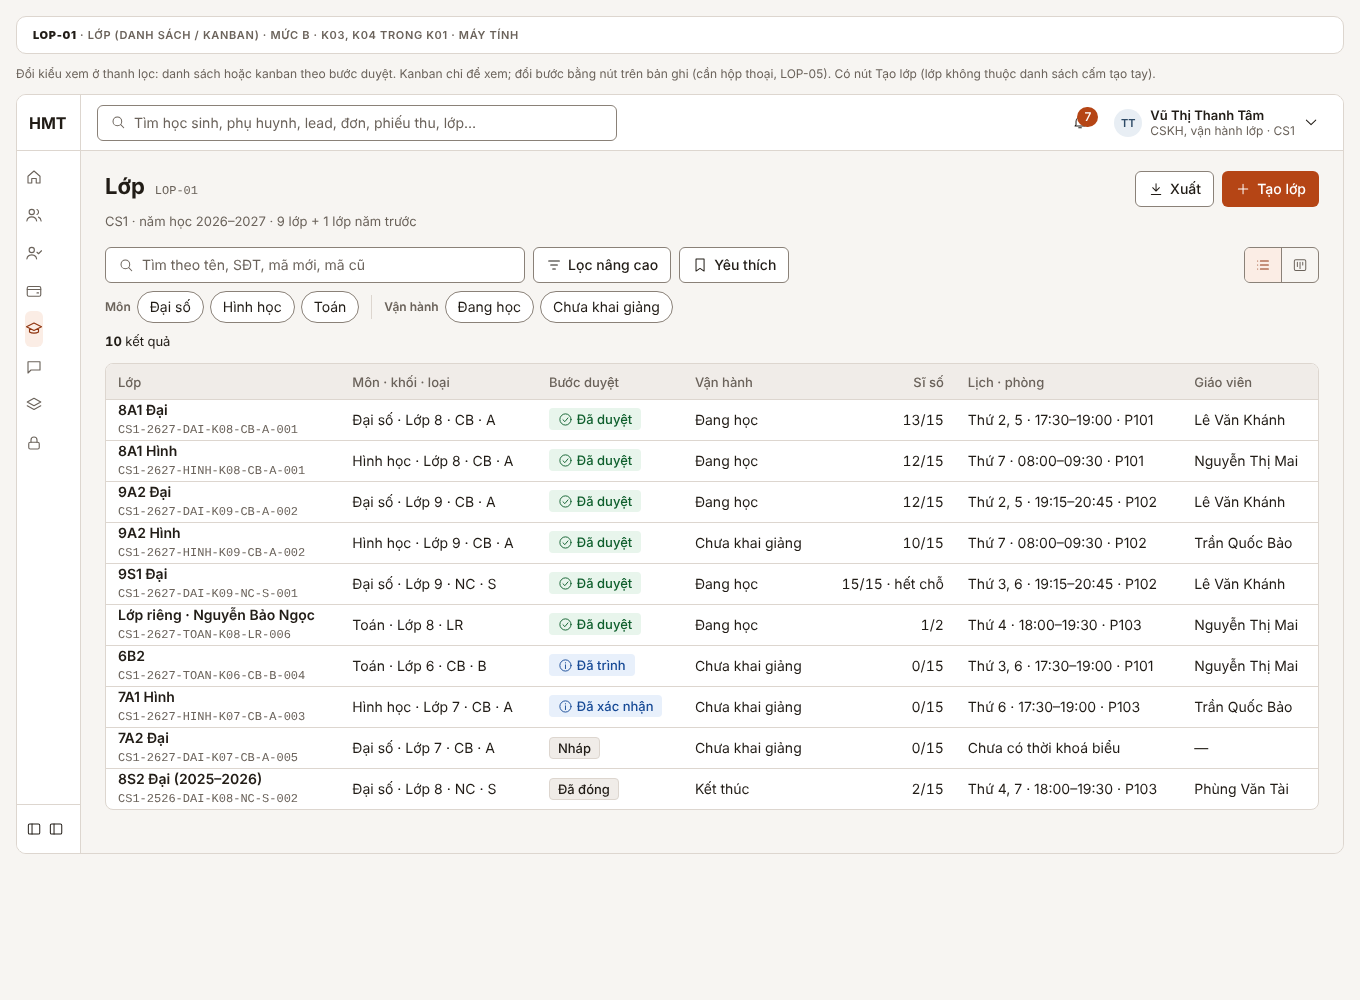 LOP-01 · LỚP (DANH SÁCH / KANBAN) · MỨC B · K03, K04 TRONG K01 · MÁY TÍNH
Đổi kiểu xem ở thanh lọc: danh sách hoặc kanban theo bước duyệt. Kanban chỉ để xem; đổi bước bằng nút trên bản ghi (cần hộp thoại, LOP-05). Có nút Tạo lớp (lớp không thuộc danh sách cấm tạo tay).
HMT
Tìm học sinh, phụ huynh, lead, đơn, phiếu thu, lớp...
7
TT
Vũ Thị Thanh Tâm
CSKH, vận hành lớp · CS1
Lớp LOP-01
Xuất
Tạo lớp
CS1 · năm học 2026–2027 · 9 lớp + 1 lớp năm trước
Tìm theo tên, SĐT, mã mới, mã cũ
Lọc nâng cao
Yêu thích
Môn Đại số Hình học Toán Vận hành Đang học Chưa khai giảng
10 kết quả
Lớp Môn · khối · loại Bước duyệt Vận hành Sĩ số Lịch · phòng Giáo viên
8A1 Đại
CS1-2627-DAI-K08-CB-A-001
Đại số · Lớp 8 · CB · A Đã duyệt Đang học 13/15 Thứ 2, 5 · 17:30–19:00 · P101 Lê Văn Khánh
8A1 Hình
CS1-2627-HINH-K08-CB-A-001
Hình học · Lớp 8 · CB · A Đã duyệt Đang học 12/15 Thứ 7 · 08:00–09:30 · P101 Nguyễn Thị Mai
9A2 Đại
CS1-2627-DAI-K09-CB-A-002
Đại số · Lớp 9 · CB · A Đã duyệt Đang học 12/15 Thứ 2, 5 · 19:15–20:45 · P102 Lê Văn Khánh
9A2 Hình
CS1-2627-HINH-K09-CB-A-002
Hình học · Lớp 9 · CB · A Đã duyệt Chưa khai giảng 10/15 Thứ 7 · 08:00–09:30 · P102 Trần Quốc Bảo
9S1 Đại
CS1-2627-DAI-K09-NC-S-001
Đại số · Lớp 9 · NC · S Đã duyệt Đang học 15/15 · hết chỗ Thứ 3, 6 · 19:15–20:45 · P102 Lê Văn Khánh
Lớp riêng · Nguyễn Bảo Ngọc
CS1-2627-TOAN-K08-LR-006
Toán · Lớp 8 · LR Đã duyệt Đang học 1/2 Thứ 4 · 18:00–19:30 · P103 Nguyễn Thị Mai
6B2
CS1-2627-TOAN-K06-CB-B-004
Toán · Lớp 6 · CB · B Đã trình Chưa khai giảng 0/15 Thứ 3, 6 · 17:30–19:00 · P101 Nguyễn Thị Mai
7A1 Hình
CS1-2627-HINH-K07-CB-A-003
Hình học · Lớp 7 · CB · A Đã xác nhận Chưa khai giảng 0/15 Thứ 6 · 17:30–19:00 · P103 Trần Quốc Bảo
7A2 Đại
CS1-2627-DAI-K07-CB-A-005
Đại số · Lớp 7 · CB · A Nháp Chưa khai giảng 0/15 Chưa có thời khoá biểu —
8S2 Đại (2025–2026)
CS1-2526-DAI-K08-NC-S-002
Đại số · Lớp 8 · NC · S Đã đóng Kết thúc 2/15 Thứ 4, 7 · 18:00–19:30 · P103 Phùng Văn Tài